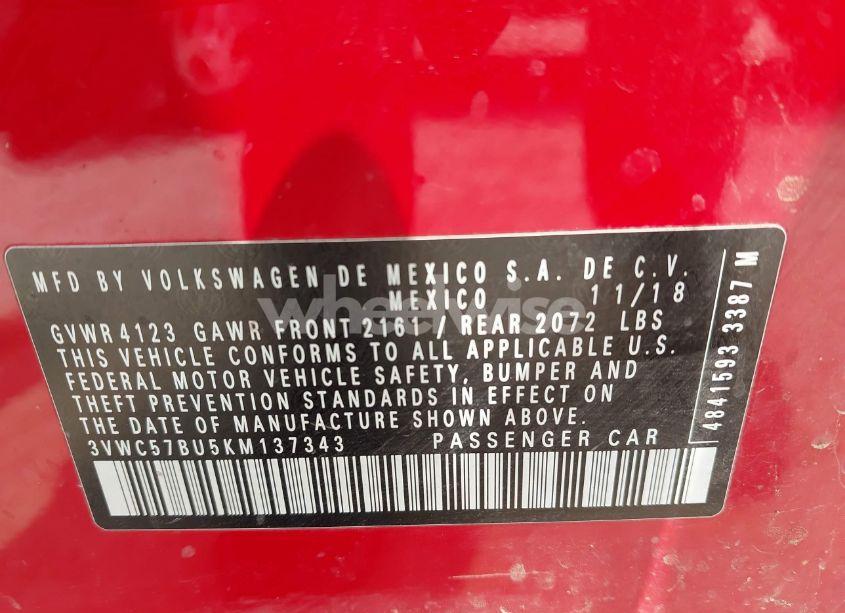 MFD BY VOLKSWAGEN DE MEXICO S.A. DE C.V.
MEXICO 11/18
GVWR 4123 GAWR FRONT 2161 / REAR 2072 LBS
THIS VEHICLE CONFORMS TO ALL APPLICABLE U.S.
FEDERAL MOTOR VEHICLE SAFETY, BUMPER AND
THEFT PREVENTION STANDARDS IN EFFECT ON
THE DATE OF MANUFACTURE SHOWN ABOVE.
3VWC57BU5KM137343 PASSENGER CAR
4841593 3387 M
wheelwise